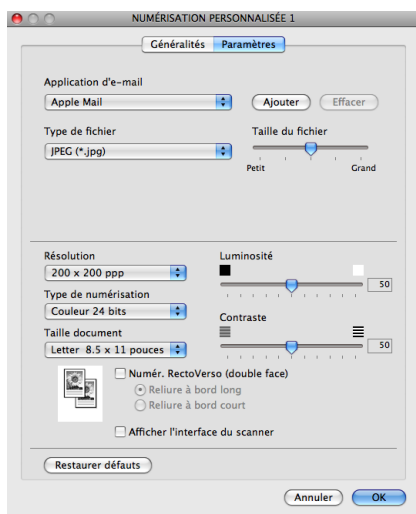 NUMÉRISATION PERSONNALISÉE 1
Généralités Paramètres
Application d'e-mail
Apple Mail Ajouter Effacer
Type de fichier Taille du fichier
JPEG (*.jpg)
Petit Grand
Résolution Luminosité
200 x 200 ppp 50
Type de numérisation
Couleur 24 bits Contraste
Taille document
Letter 8.5 x 11 pouces 50
Numér. RectoVerso (double face)
Reliure à bord long
Reliure à bord court
Afficher l'interface du scanner
Restaurer défauts
Annuler OK